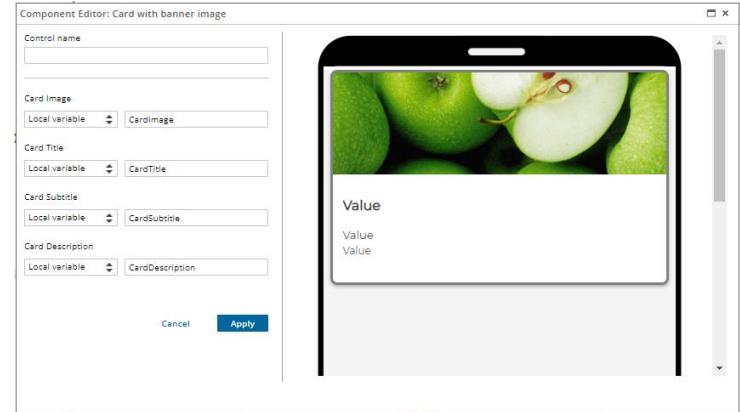 Component Editor: Card with banner image
Control name
Card Image
Local variable CardImage
Card Title
Local variable CardTitle
Card Subtitle
Local variable CardSubtitle
Card Description
Local variable CardDescription
Cancel Apply
Value
Value
Value